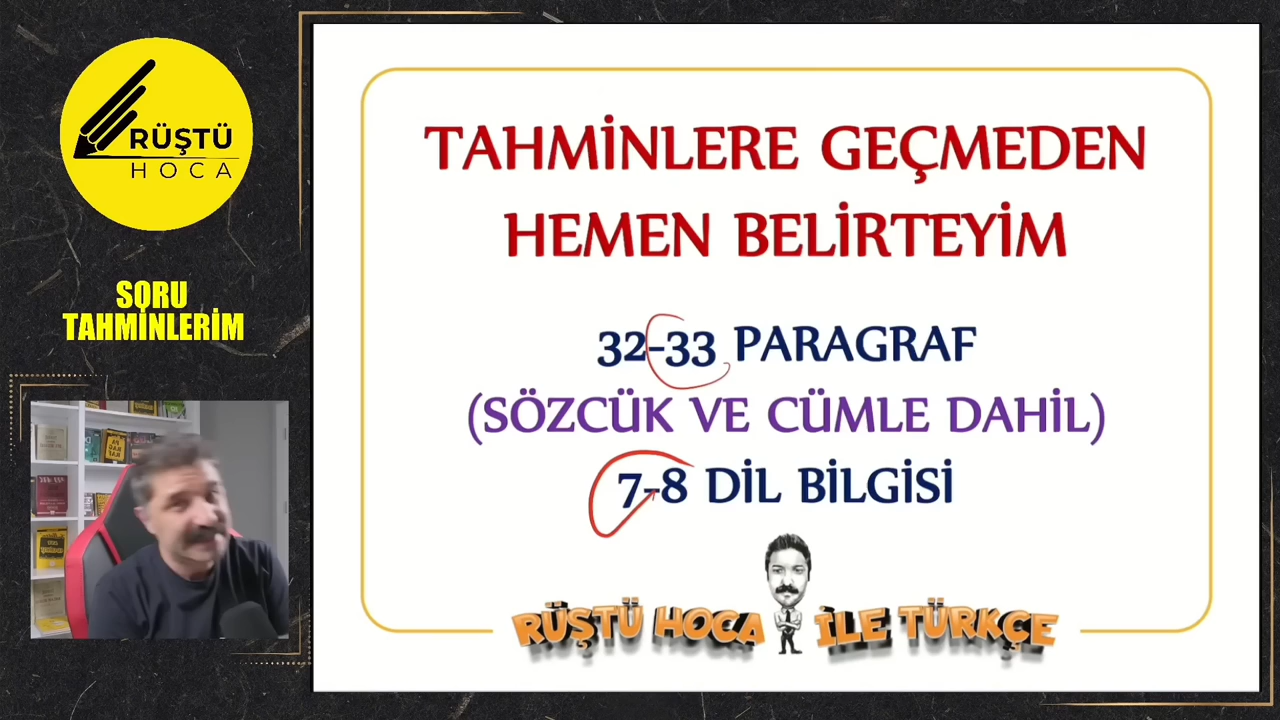 RÜŞTÜ
HOCA
SORU
TAHMİNLERİM
TAHMİNLERE GEÇMEDEN
HEMEN BELİRTEYİM
32-33 PARAGRAF
(SÖZCÜK VE CÜMLE DAHİL)
7-8 DİL BİLGİSİ
RÜŞTÜ HOCA İLE TÜRKÇE